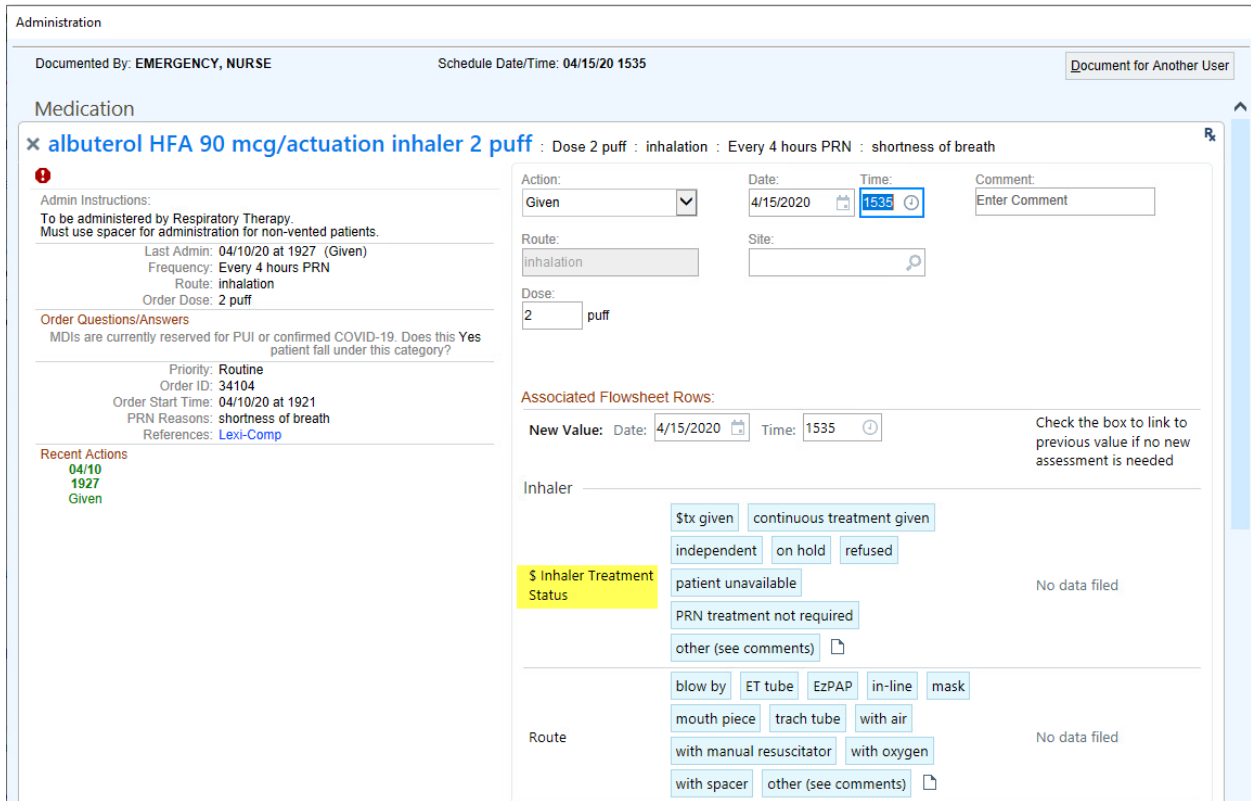 Administration
Documented By: EMERGENCY, NURSE Schedule Date/Time: 04/15/20 1535 Document for Another User
Medication
albuterol HFA 90 mcg/actuation inhaler 2 puff : Dose 2 puff : inhalation : Every 4 hours PRN : shortness of breath
Admin Instructions:
To be administered by Respiratory Therapy.
Must use spacer for administration for non-vented patients.
Last Admin: 04/10/20 at 1927 (Given)
Frequency: Every 4 hours PRN
Route: inhalation
Order Dose: 2 puff
Order Questions/Answers
MDIs are currently reserved for PUI or confirmed COVID-19. Does this Yes
patient fall under this category?
Priority: Routine
Order ID: 34104
Order Start Time: 04/10/20 at 1921
PRN Reasons: shortness of breath
References: Lexi-Comp
Recent Actions
04/10
1927
Given
Action: Date: Time: Comment:
Given 4/15/2020 1535 Enter Comment
Route: Site:
inhalation
Dose:
2 puff
Associated Flowsheet Rows:
New Value: Date: 4/15/2020 Time: 1535
Check the box to link to
previous value if no new
assessment is needed
Inhaler
$ Inhaler Treatment
Status
$tx given continuous treatment given
independent on hold refused
patient unavailable
PRN treatment not required
other (see comments)
No data filed
Route
blow by ET tube EzPAP in-line mask
mouth piece trach tube with air
with manual resuscitator with oxygen
with spacer other (see comments)
No data filed